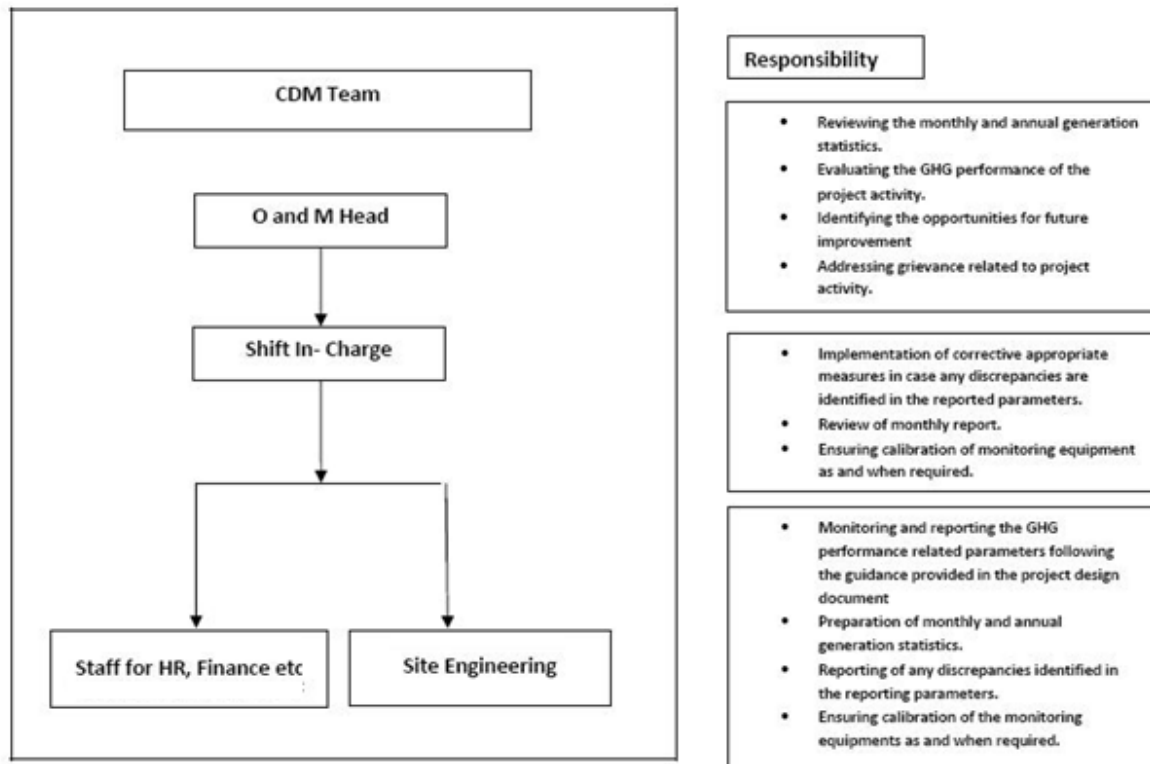 CDM Team
O and M Head
Shift In- Charge
Staff for HR, Finance etc
Site Engineering
Responsibility
• Reviewing the monthly and annual generation
statistics.
• Evaluating the GHG performance of the
project activity.
• Identifying the opportunities for future
improvement
• Addressing grievance related to project
activity.
• Implementation of corrective appropriate
measures in case any discrepancies are
identified in the reported parameters.
• Review of monthly report.
• Ensuring calibration of monitoring equipment
as and when required.
• Monitoring and reporting the GHG
performance related parameters following
the guidance provided in the project design
document
• Preparation of monthly and annual
generation statistics.
• Reporting of any discrepancies identified in
the reporting parameters.
• Ensuring calibration of the monitoring
equipments as and when required.